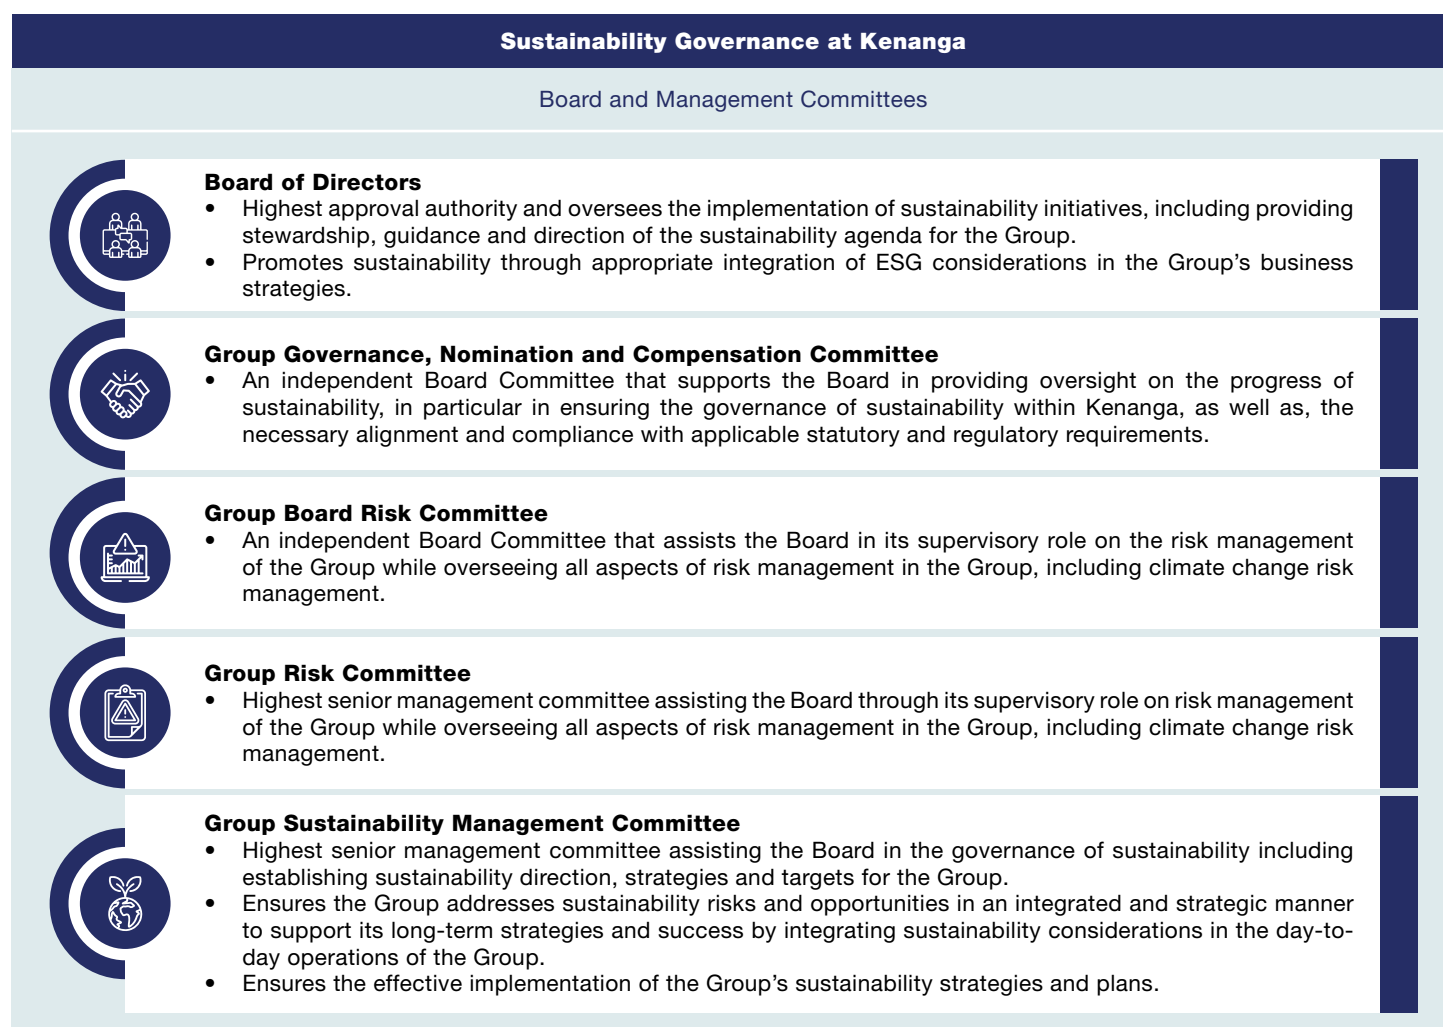 Sustainability Governance at Kenanga
Board and Management Committees
Board of Directors
• Highest approval authority and oversees the implementation of sustainability initiatives, including providing
stewardship, guidance and direction of the sustainability agenda for the Group.
• Promotes sustainability through appropriate integration of ESG considerations in the Group’s business
strategies.
Group Governance, Nomination and Compensation Committee
• An independent Board Committee that supports the Board in providing oversight on the progress of
sustainability, in particular in ensuring the governance of sustainability within Kenanga, as well as, the
necessary alignment and compliance with applicable statutory and regulatory requirements.
Group Board Risk Committee
• An independent Board Committee that assists the Board in its supervisory role on the risk management
of the Group while overseeing all aspects of risk management in the Group, including climate change risk
management.
Group Risk Committee
• Highest senior management committee assisting the Board through its supervisory role on risk management
of the Group while overseeing all aspects of risk management in the Group, including climate change risk
management.
Group Sustainability Management Committee
• Highest senior management committee assisting the Board in the governance of sustainability including
establishing sustainability direction, strategies and targets for the Group.
• Ensures the Group addresses sustainability risks and opportunities in an integrated and strategic manner
to support its long-term strategies and success by integrating sustainability considerations in the day-to-
day operations of the Group.
• Ensures the effective implementation of the Group’s sustainability strategies and plans.